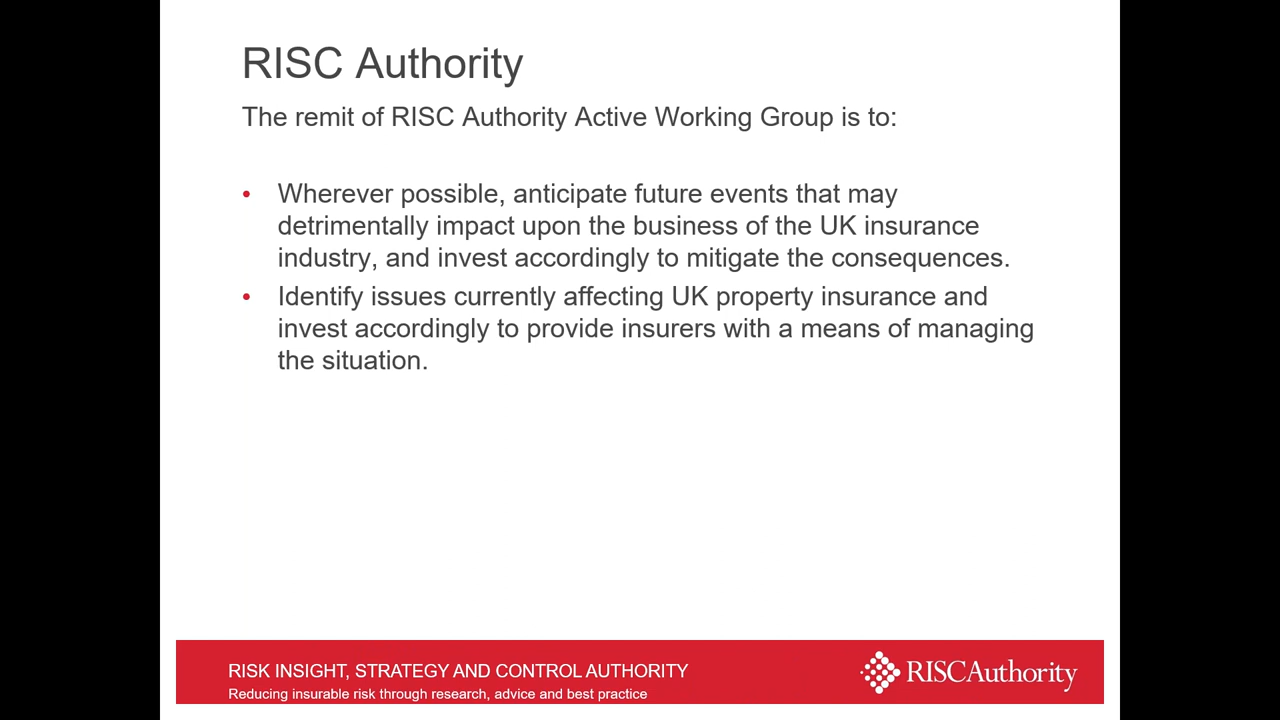 RISC Authority
The remit of RISC Authority Active Working Group is to:
• Wherever possible, anticipate future events that may
detrimentally impact upon the business of the UK insurance
industry, and invest accordingly to mitigate the consequences.
• Identify issues currently affecting UK property insurance and
invest accordingly to provide insurers with a means of managing
the situation.
RISK INSIGHT, STRATEGY AND CONTROL AUTHORITY
Reducing insurable risk through research, advice and best practice
RISCAuthority